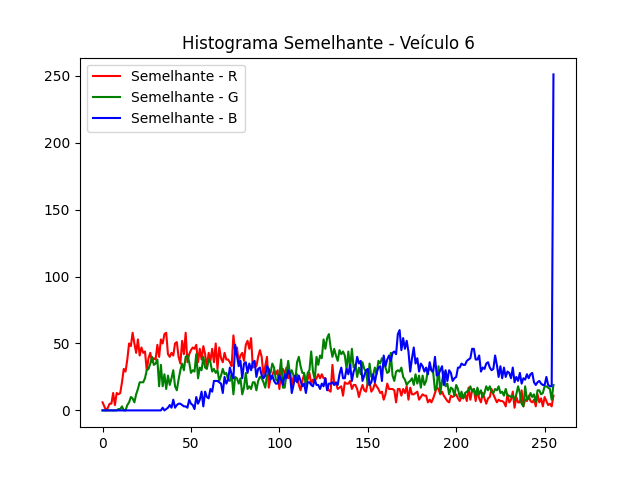 Histograma Semelhante - Veículo 6
Semelhante - R
Semelhante - G
Semelhante - B
250
200
150
100
50
0
0 50 100 150 200 250